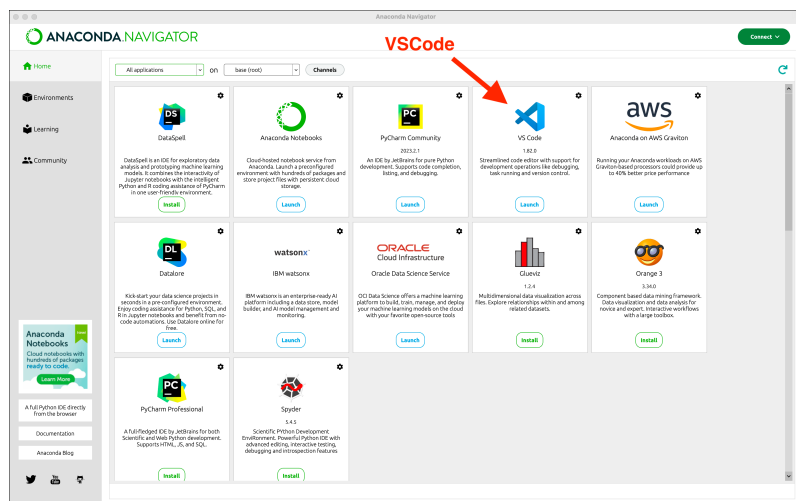 Anaconda Navigator
ANACONDA.NAVIGATOR
Connect
VSCode
Home
Environments
Learning
Community
All applications
on
base (root)
Channels
DS
DataSpell
DataSpell is an IDE for exploratory data
analysis and prototyping machine learning
models. It combines the interactivity of
Jupyter notebooks with the intelligent
Python and R coding assistance of PyCharm
in one user-friendly environment.
Install
Anaconda Notebooks
Cloud-hosted notebook service from
Anaconda. Launch a preconfigured
environment with hundreds of packages and
store project files with persistent cloud
storage.
Launch
PC
PyCharm Community
2023.2.1
An IDE by JetBrains for pure Python
development. Supports code completion,
listing, and debugging.
Launch
VS Code
1.82.0
Streamlined code editor with support for
development operations like debugging,
task running and version control.
Launch
aws
Anaconda on AWS Graviton
Running your Anaconda workloads on AWS
Graviton-based processors could provide up
to 40% better price performance
Launch
DL
Datalore
Kick-start your data science projects in
seconds in a pre-configured environment.
Enjoy coding assistance for Python, SQL, and
R in Jupyter notebooks and benefit from no-
code automations. Use Datalore online for
free.
Launch
watsonx
IBM watsonx
IBM watsonx is an enterprise-ready AI
platform including a data store, model
builder, and AI model management and
monitoring.
Launch
ORACLE
Cloud Infrastructure
Oracle Data Science Service
OCI Data Science offers a machine learning
platform to build, train, manage, and deploy
your machine learning models on the cloud
with your favorite open-source tools
Launch
Glueviz
1.2.4
Multidimensional data visualization across
files. Explore relationships within and among
related datasets.
Install
Orange 3
3.34.0
Component based data mining framework.
Data visualization and data analysis for
novice and expert. Interactive workflows
with a large toolbox.
Install
PC
PyCharm Professional
A full-fledged IDE by JetBrains for both
Scientific and Web Python development.
Supports HTML, JS, and SQL.
Install
Spyder
5.4.5
Scientific PYthon Development
EnviRonment. Powerful Python IDE with
advanced editing, interactive testing,
debugging and introspection features
Install
Anaconda
Notebooks
Cloud notebooks with
hundreds of packages
ready to code.
Learn More
A full Python IDE directly
from the browser
Documentation
Anaconda Blog
You
Tube